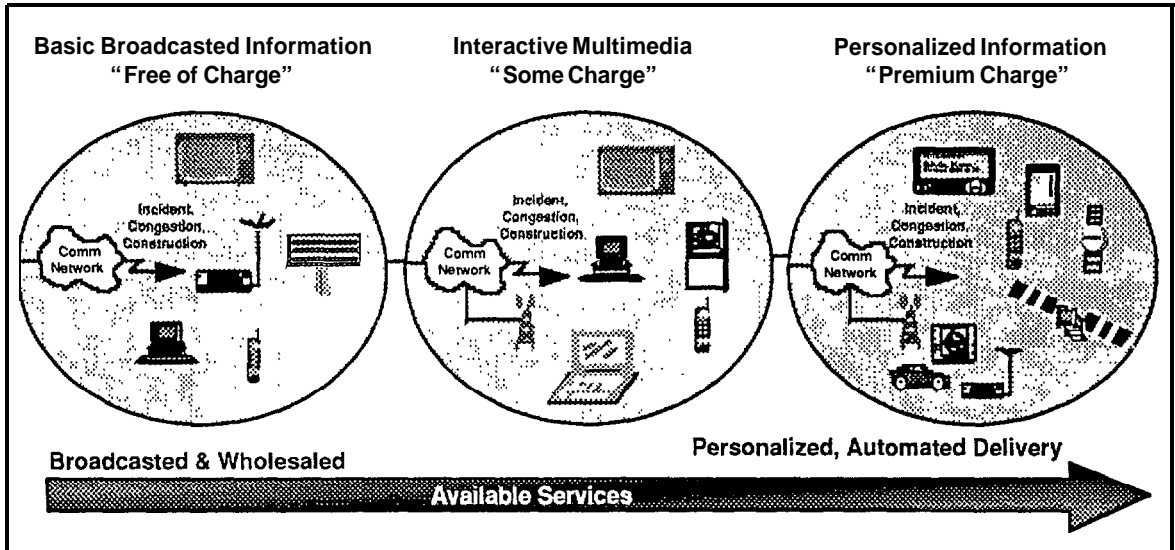 Basic Broadcasted Information
“Free of Charge”
Interactive Multimedia
“Some Charge”
Personalized Information
“Premium Charge”
Incident,
Congestion,
Construction
Comm
Network
Incident,
Congestion,
Construction
Comm
Network
Incident,
Congestion,
Construction
Comm
Network
Broadcasted & Wholesaled
Personalized, Automated Delivery
Available Services